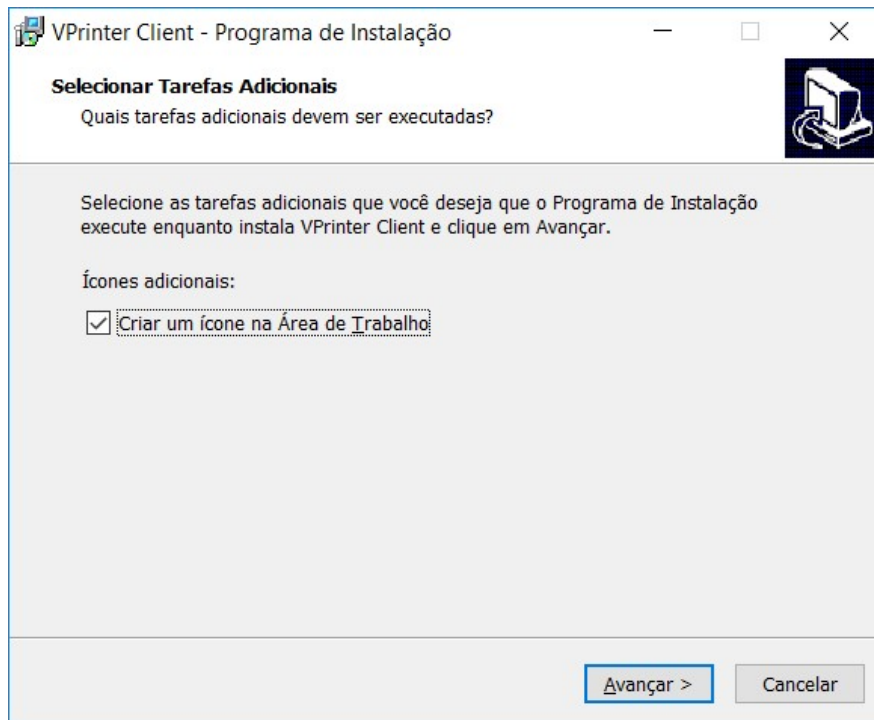 VPrinter Client - Programa de Instalação
Selecionar Tarefas Adicionais
Quais tarefas adicionais devem ser executadas?
Selecione as tarefas adicionais que você deseja que o Programa de Instalação
execute enquanto instala VPrinter Client e clique em Avançar.
Ícones adicionais:
Criar um ícone na Área de Trabalho
Avançar >
Cancelar